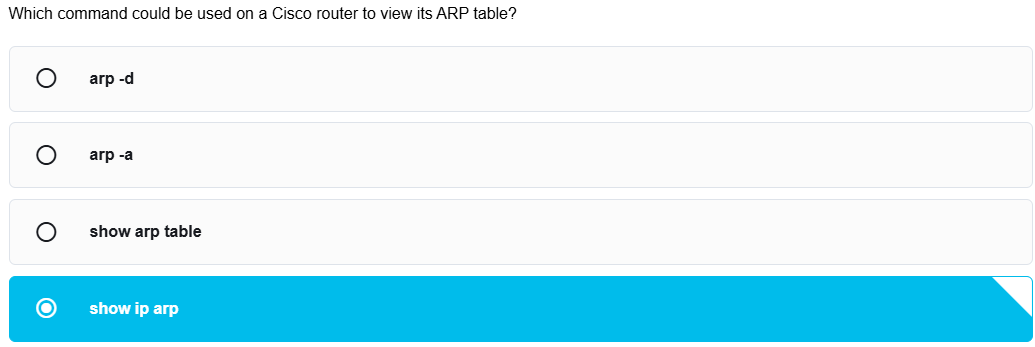 Which command could be used on a Cisco router to view its ARP table?
arp -d
arp -a
show arp table
show ip arp